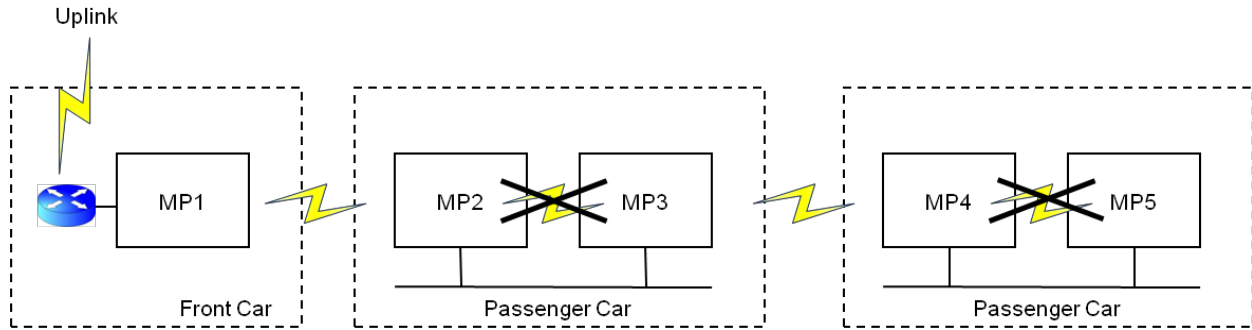 Uplink
MP1
MP2
MP3
MP4
MP5
Front Car
Passenger Car
Passenger Car